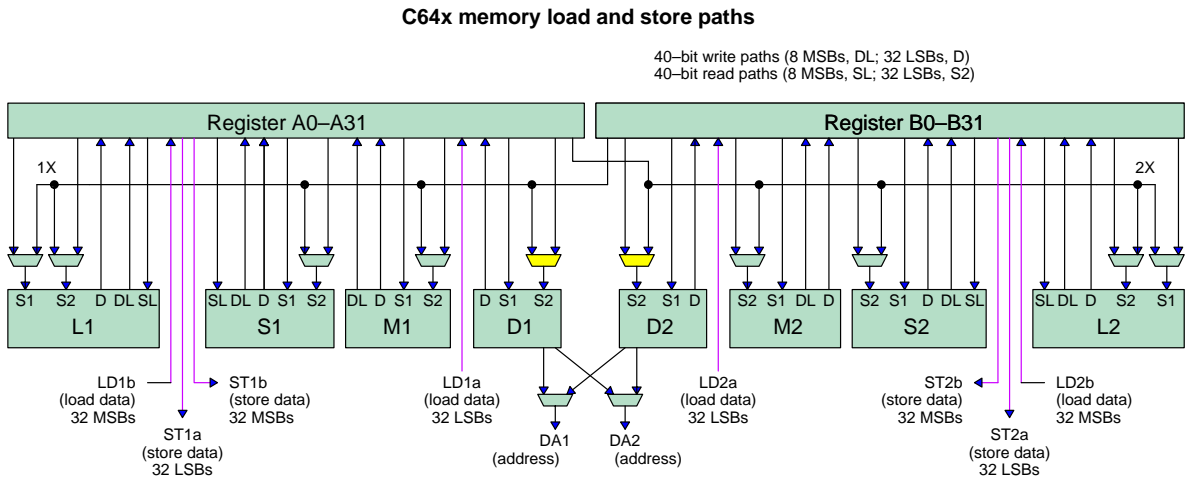 C64x memory load and store paths
40–bit write paths (8 MSBs, DL; 32 LSBs, D)
40–bit read paths (8 MSBs, SL; 32 LSBs, S2)
Register A0–A31
Register B0–B31
1X
2X
S1 S2 D DL SL
L1
SL DL D S1 S2
S1
DL D S1 S2
M1
D S1 S2
D1
S2 S1 D
D2
S2 S1 DL D
M2
S2 S1 D DL SL
S2
SL DL D S2 S1
L2
LD1b
(load data)
32 MSBs
ST1a
(store data)
32 LSBs
ST1b
(store data)
32 MSBs
LD1a
(load data)
32 LSBs
DA1
(address)
DA2
(address)
LD2a
(load data)
32 LSBs
ST2b
(store data)
32 MSBs
ST2a
(store data)
32 LSBs
LD2b
(load data)
32 MSBs